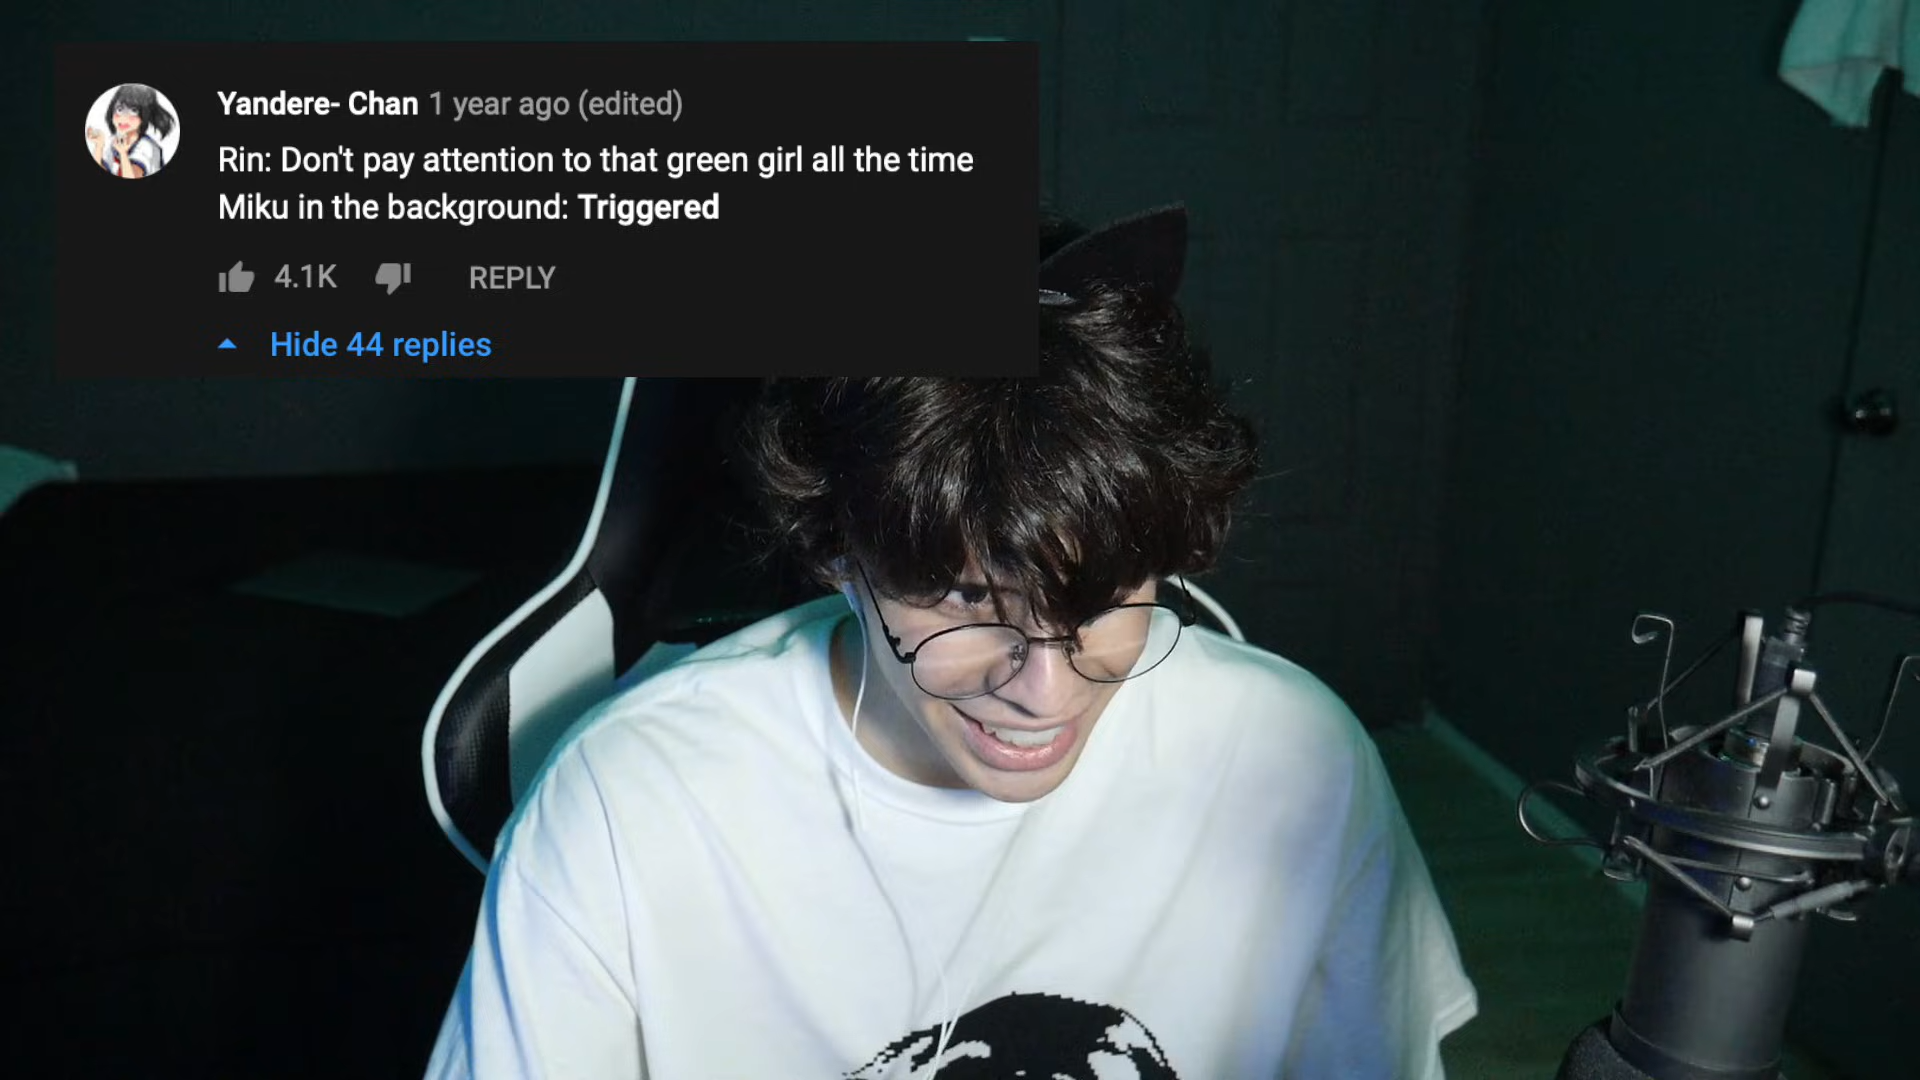 Yandere- Chan 1 year ago (edited)
Rin: Don't pay attention to that green girl all the time
Miku in the background: Triggered
4.1K REPLY
Hide 44 replies